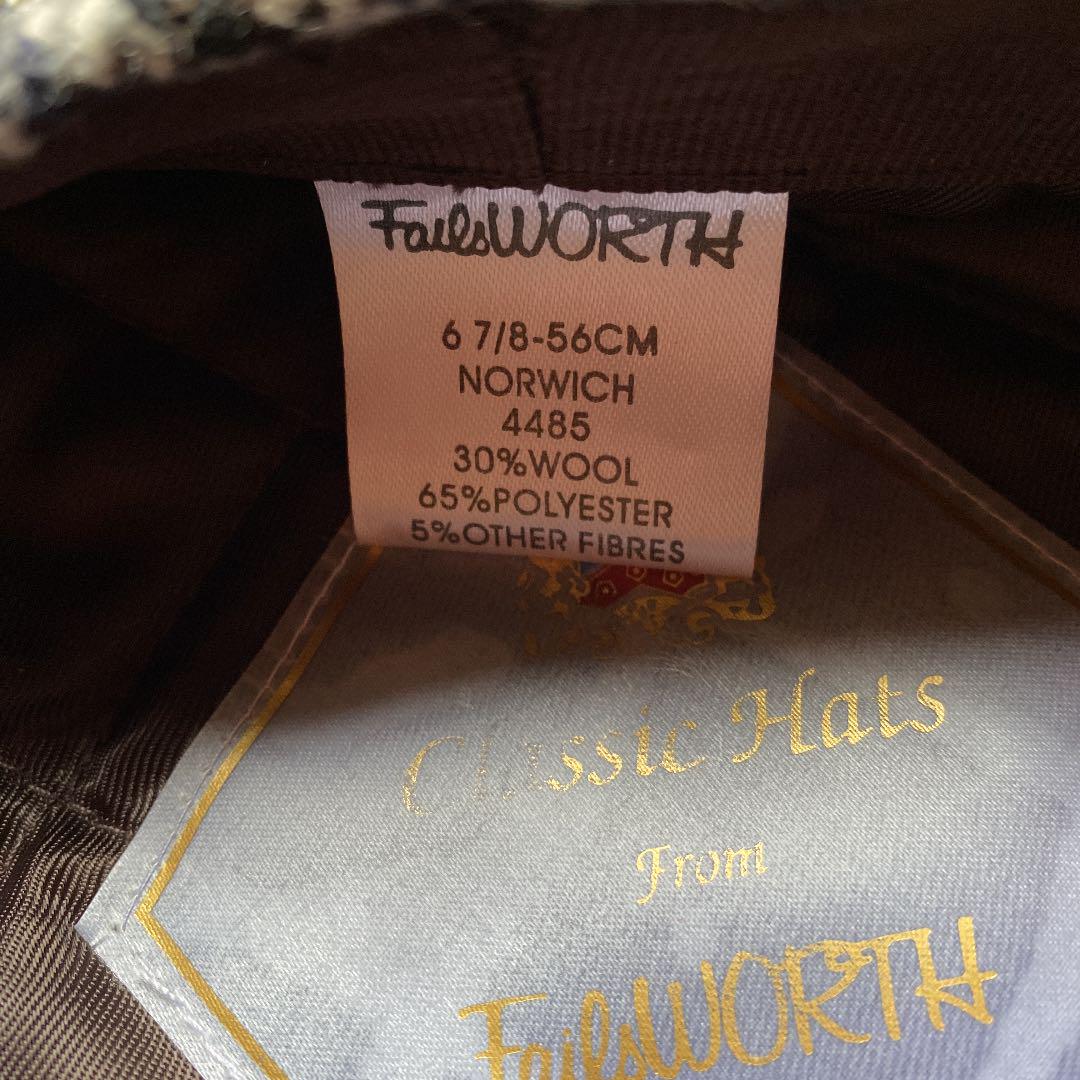 FailsWORTH
6 7/8-56CM
NORWICH
4485
30%WOOL
65%POLYESTER
5%OTHER FIBRES
Classic Hats
From
FailsWORTH